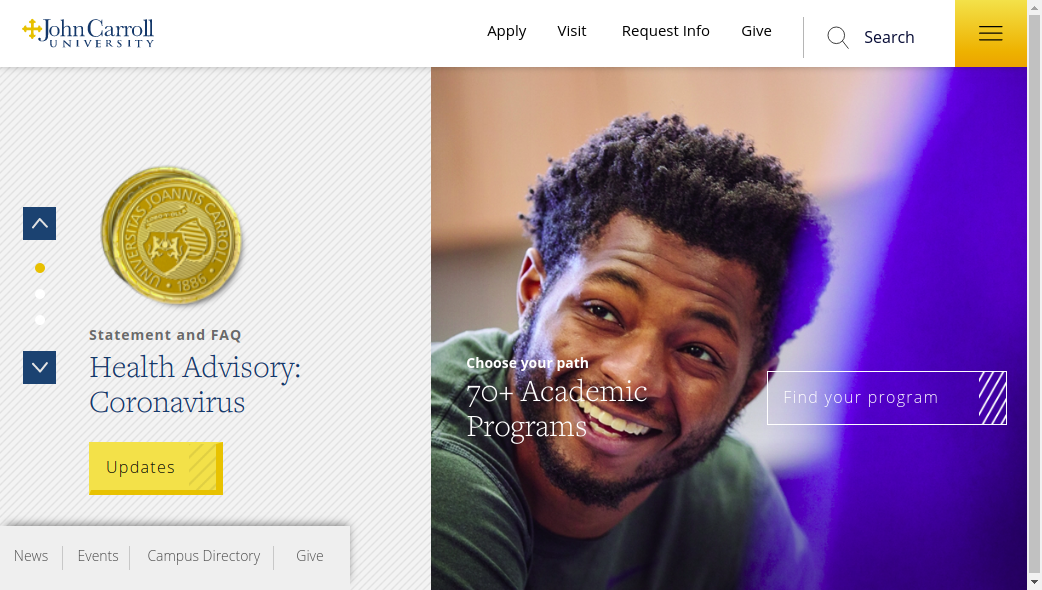 John Carroll
UNIVERSITY
Apply
Visit
Request Info
Give
Search
UNIVERSITAS JOANNIS CARROLL
• 1886 •
Statement and FAQ
Health Advisory:
Coronavirus
Updates
Choose your path
70+ Academic
Programs
Find your program
News
Events
Campus Directory
Give